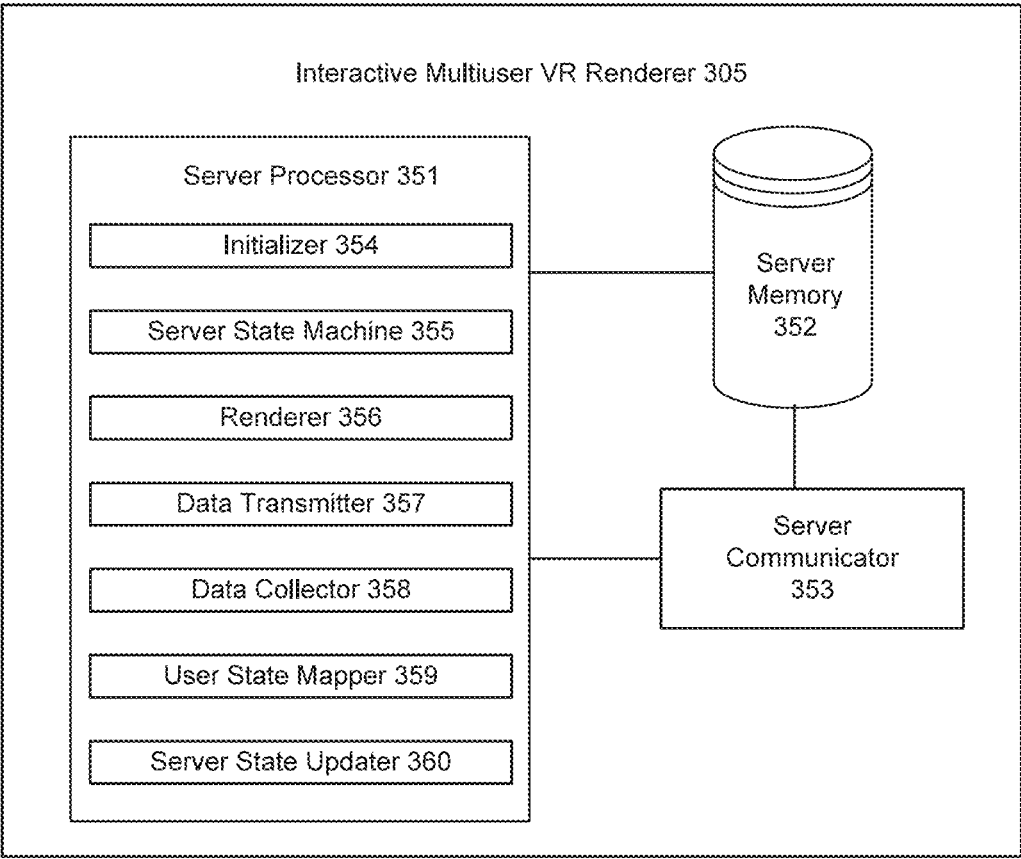 Interactive Multiuser VR Renderer 305
Server Processor 351
Initializer 354
Server State Machine 355
Renderer 356
Data Transmitter 357
Data Collector 358
User State Mapper 359
Server State Updater 360
Server
Memory
352
Server
Communicator
353